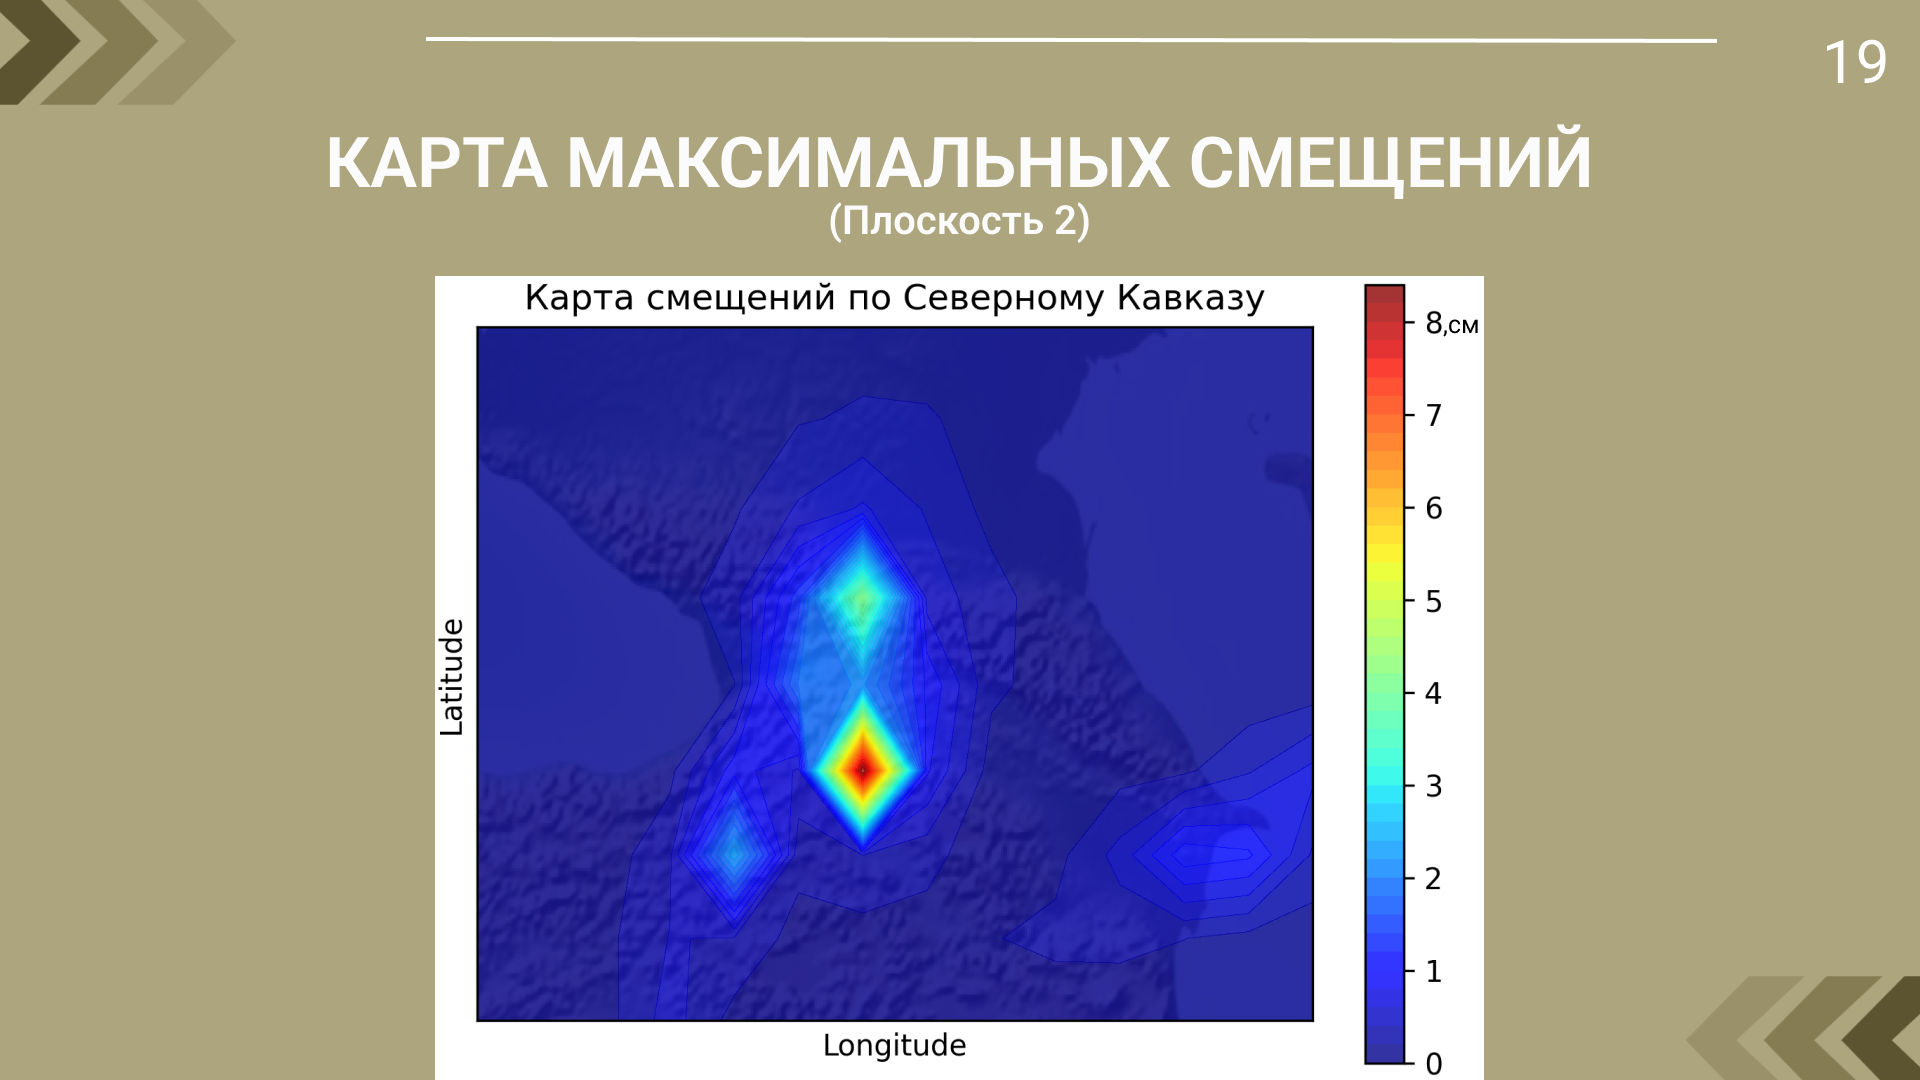 19
КАРТА МАКСИМАЛЬНЫХ СМЕЩЕНИЙ
(Плоскость 2)
Карта смещений по Северному Кавказу
8,см
7
6
5
4
3
2
1
0
Latitude
Longitude